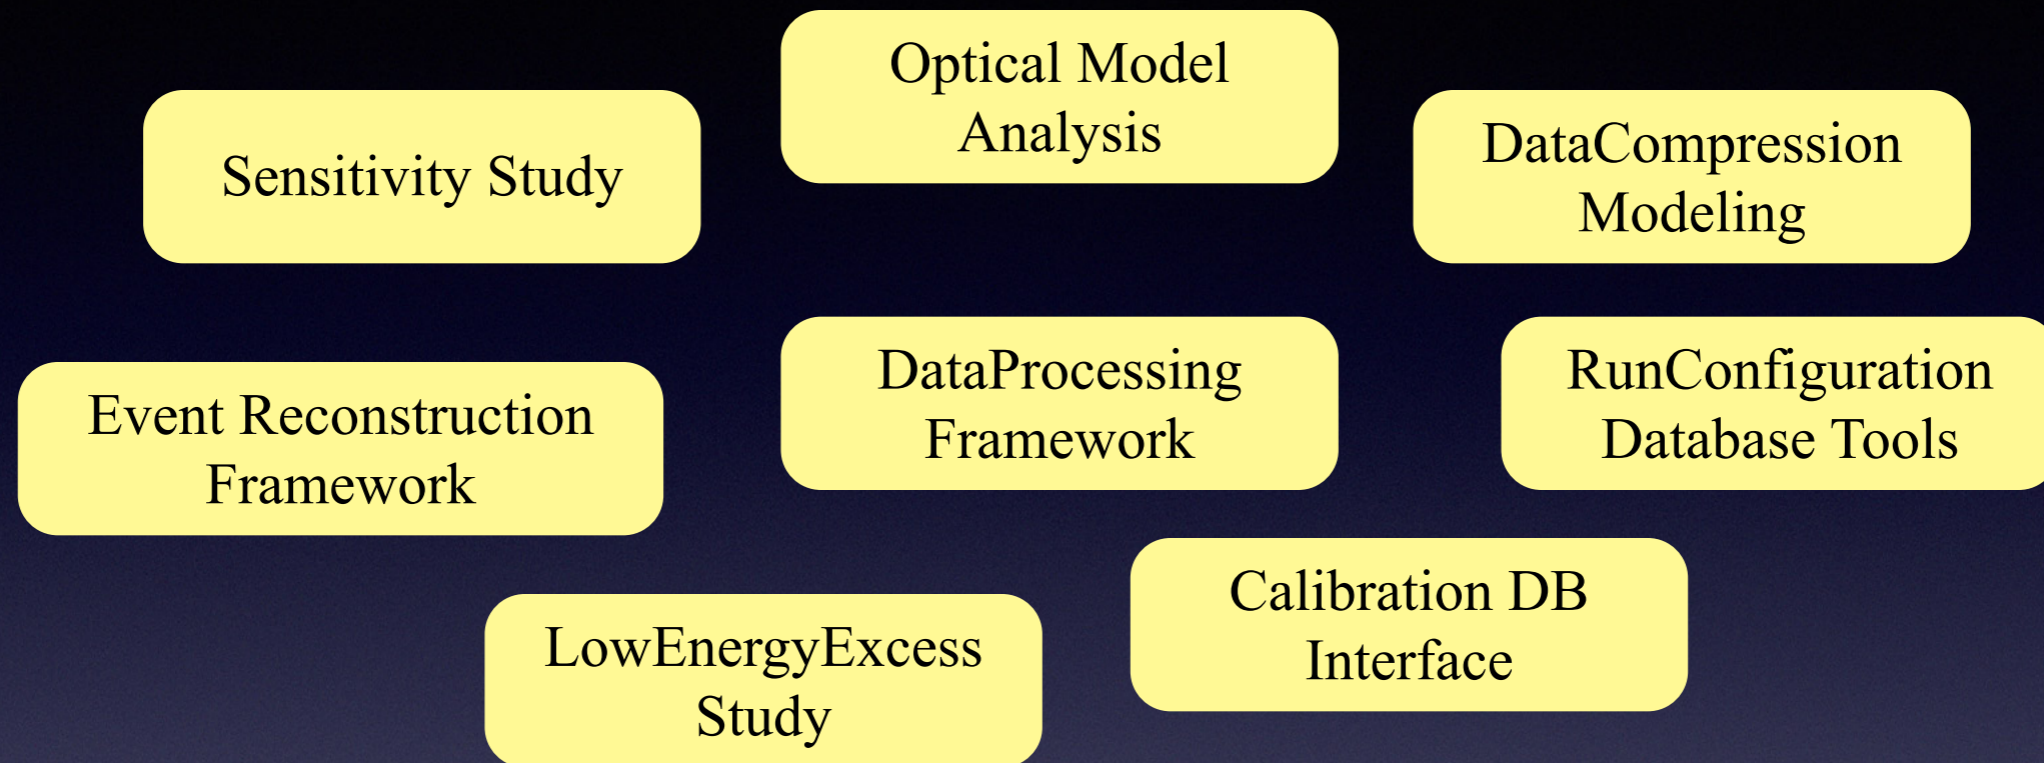 Optical Model
Analysis
Sensitivity Study
DataCompression
Modeling
Event Reconstruction
Framework
DataProcessing
Framework
RunConfiguration
Database Tools
LowEnergyExcess
Study
Calibration DB
Interface